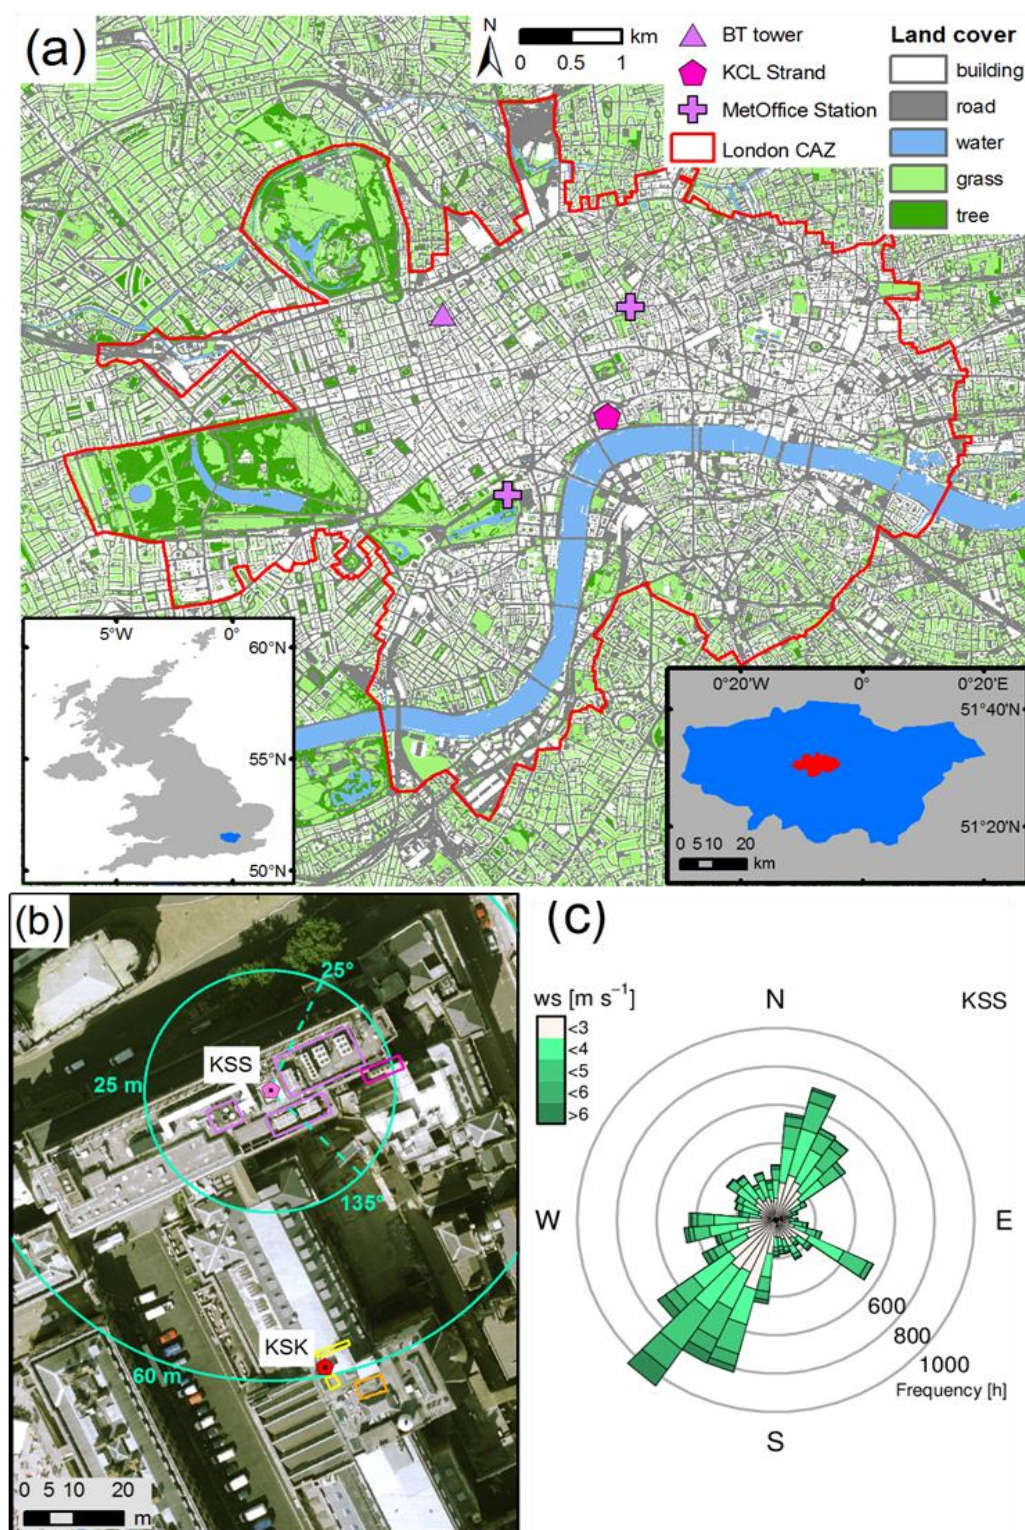 (a)
N
km
0 0.5 1
BT tower
KCL Strand
MetOffice Station
London CAZ
Land cover
building
road
water
grass
tree
5°W 0°
60°N
55°N
50°N
0°20'W 0° 0°20'E
51°40'N
51°20'N
0 5 10 20
km
(b)
25°
KSS
25 m
135°
KSK
60 m
0 5 10 20
m
(c)
ws [m s⁻¹]
<3
<4
<5
<6
>6
N
KSS
W
E
600
800
1000
Frequency [h]
S